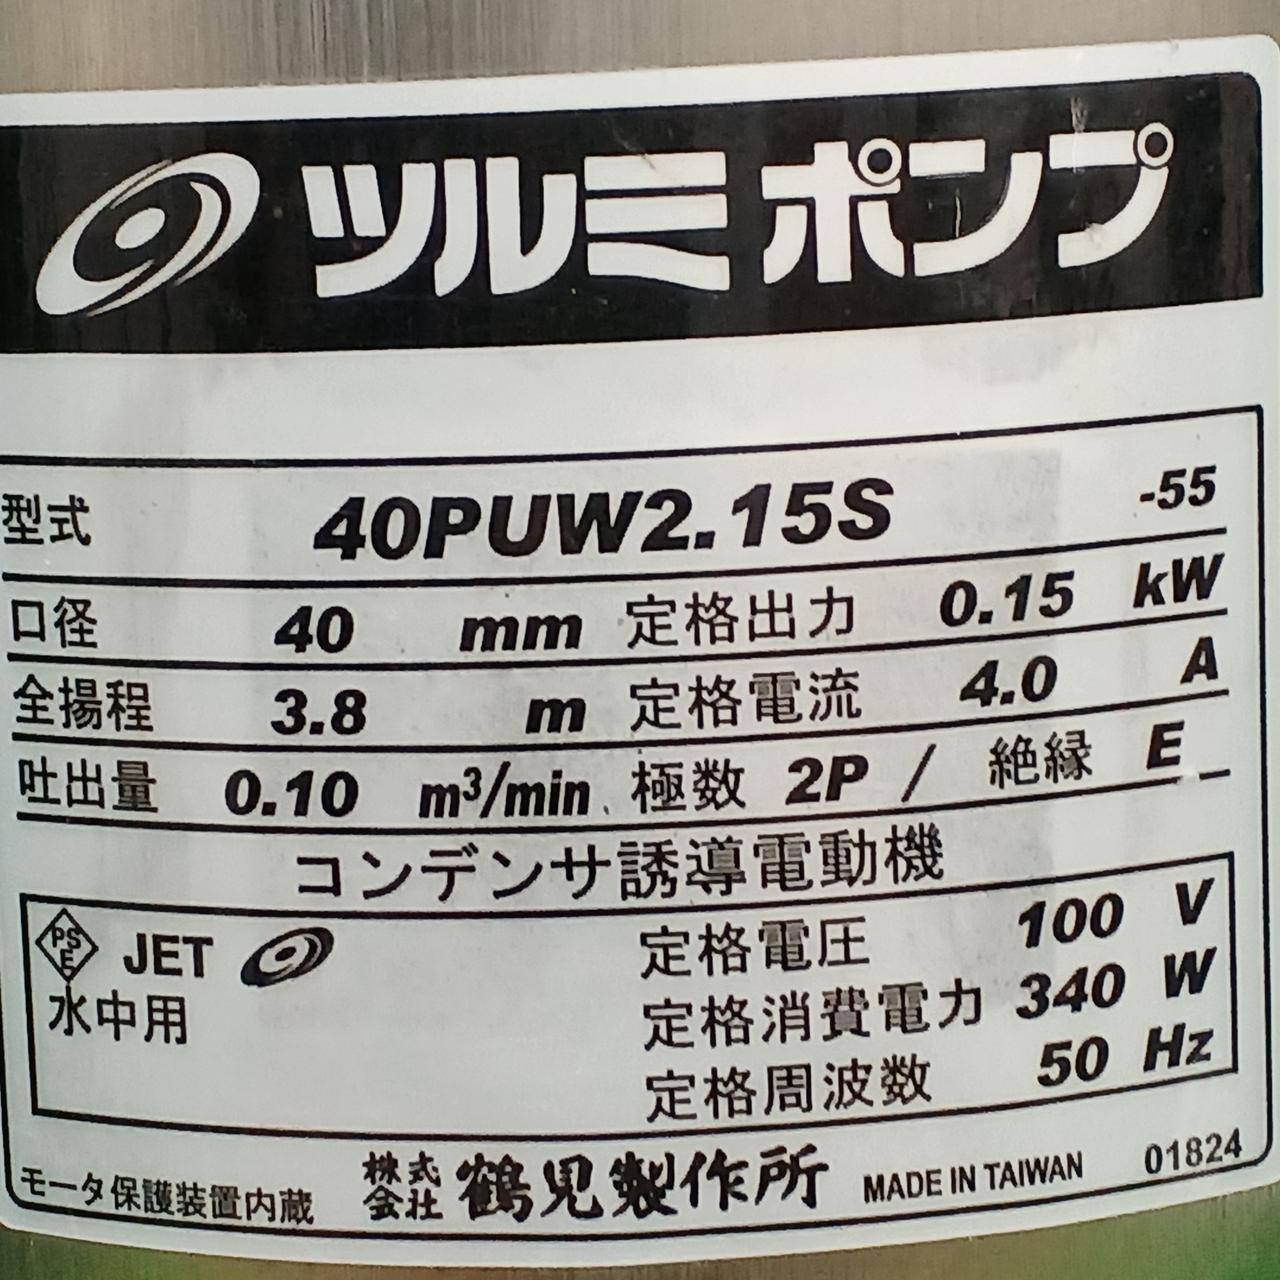 ツルミポンプ
型式 40PUW2.15S -55
口径 40 mm 定格出力 0.15 kW
全揚程 3.8 m 定格電流 4.0 A
吐出量 0.10 m³/min 極数 2P / 絶縁 E
コンデンサ誘導電動機
PSE JET 定格電圧 100 V
水中用 定格消費電力 340 W
定格周波数 50 Hz
モータ保護装置内蔵 株式会社 鶴見製作所 MADE IN TAIWAN 01824